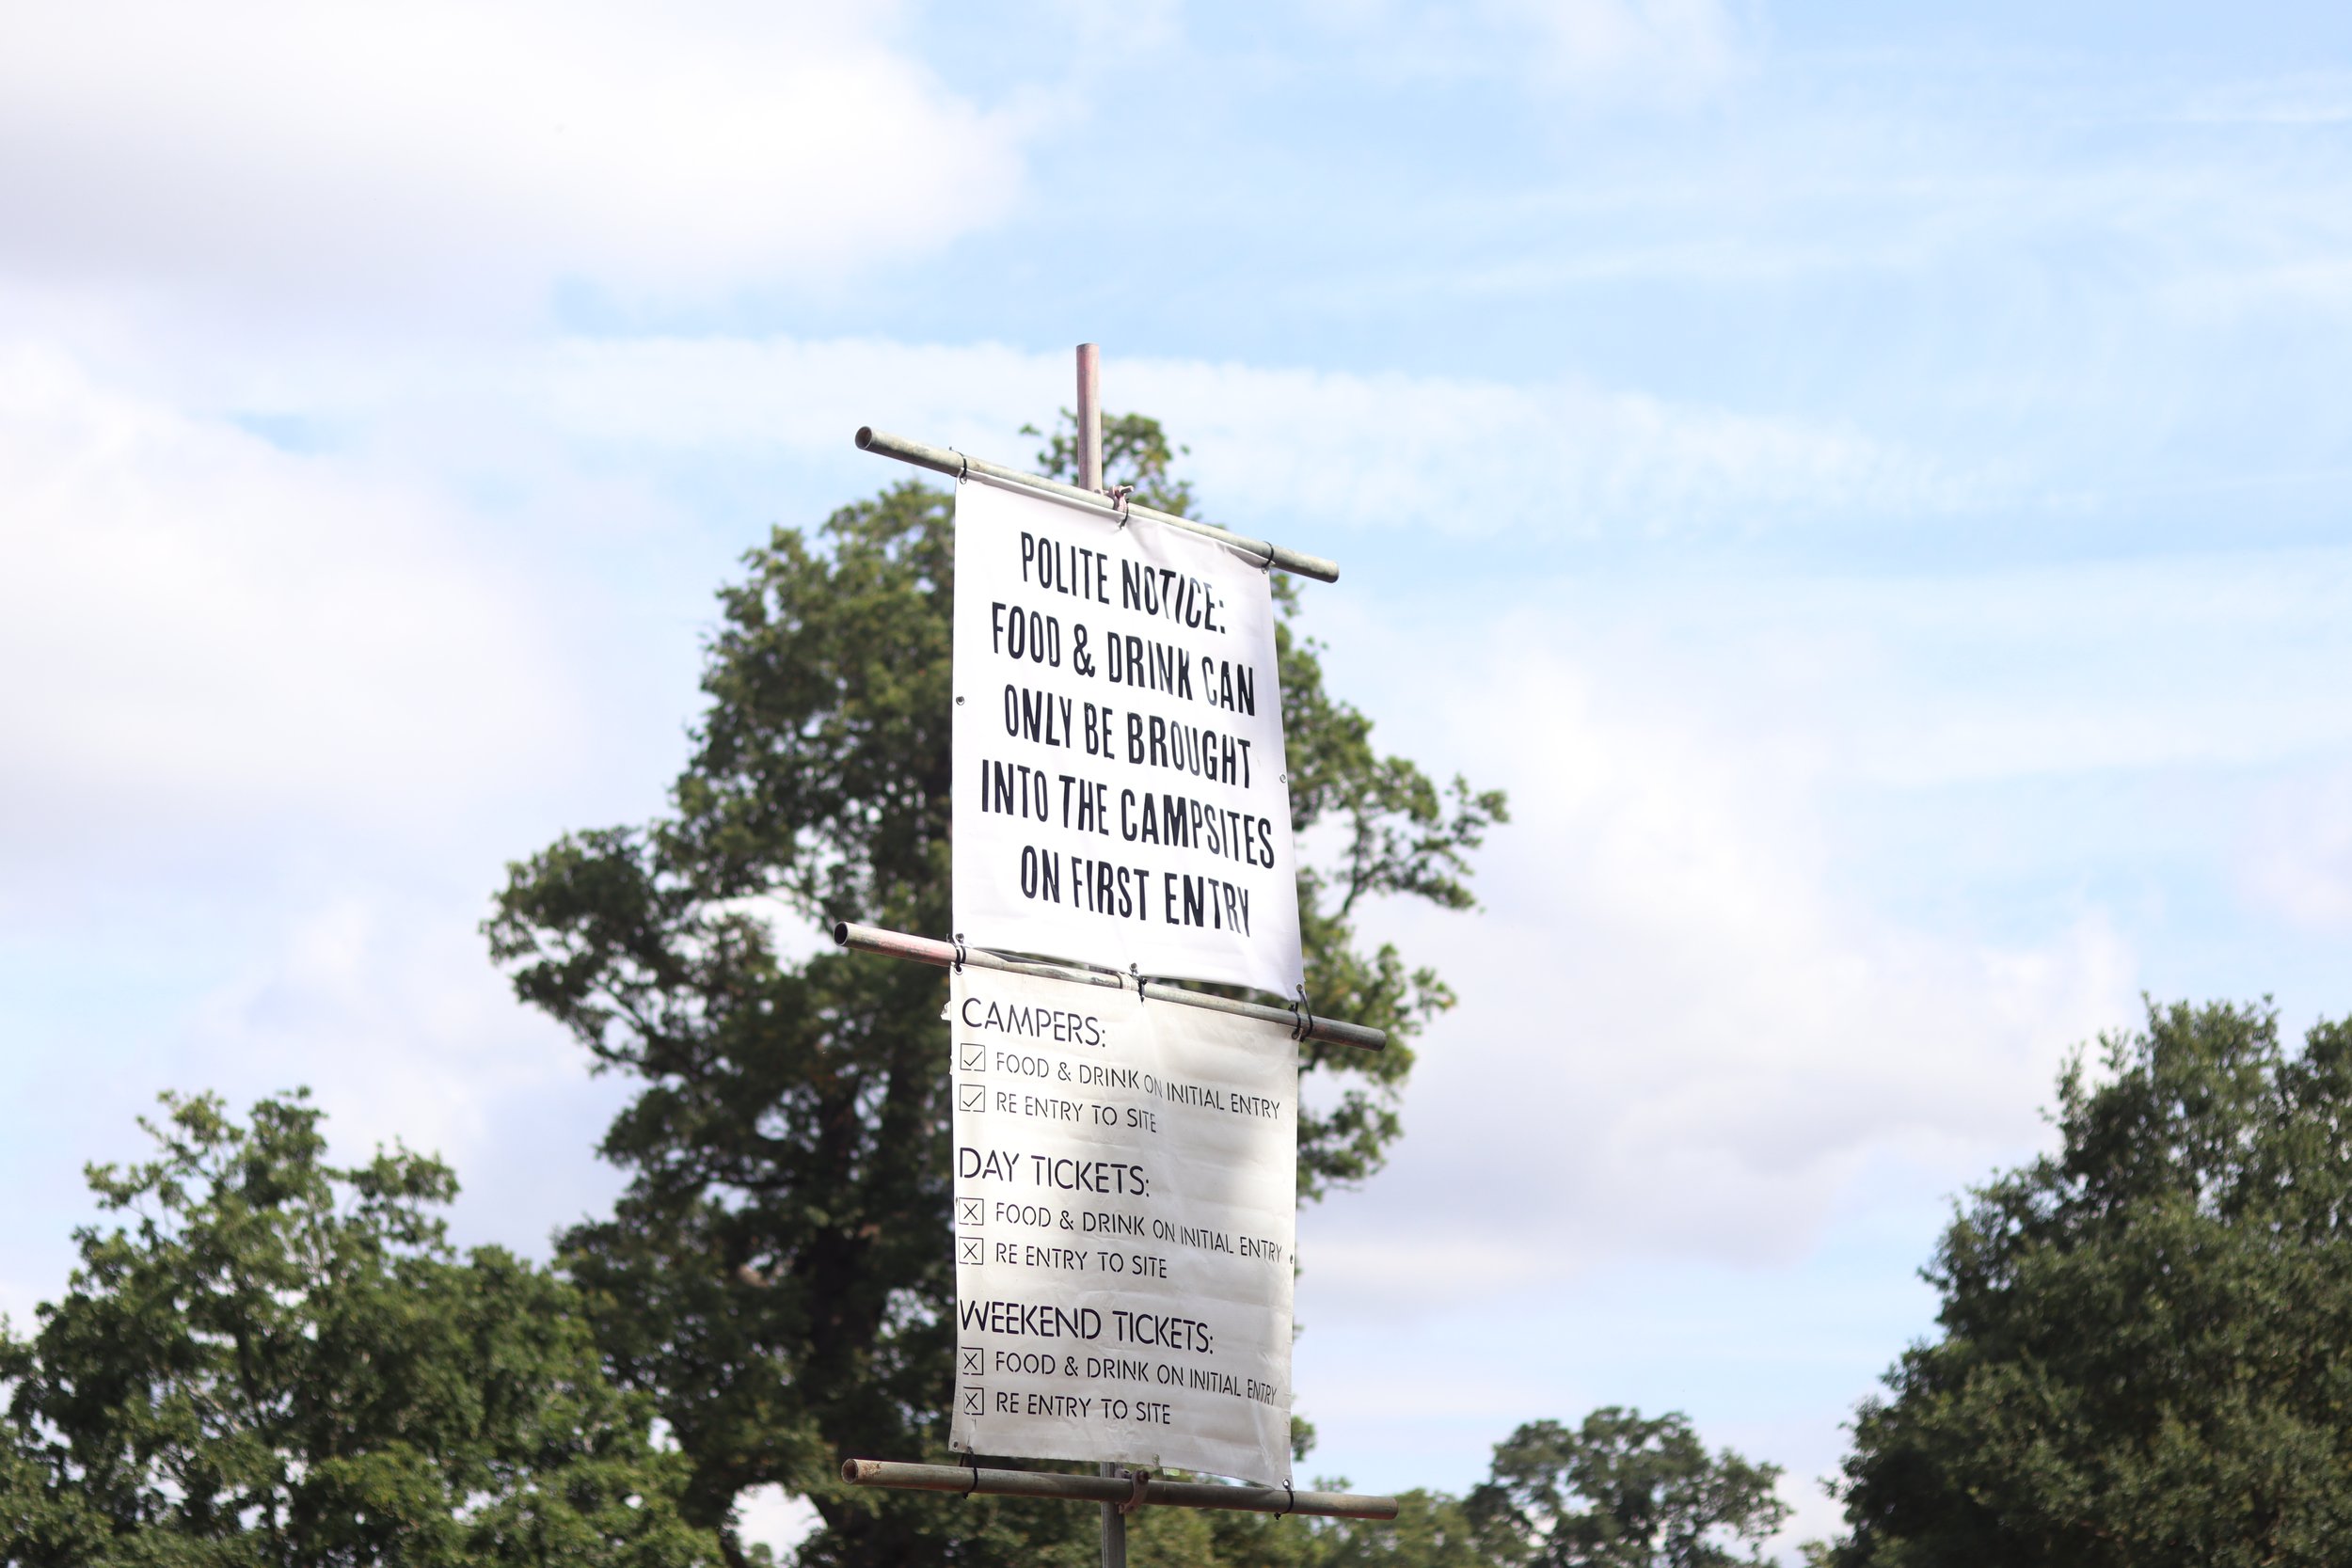 POLITE NOTICE:
FOOD & DRINK CAN
ONLY BE BROUGHT
INTO THE CAMPSITES
ON FIRST ENTRY
CAMPERS:
☑ FOOD & DRINK ON INITIAL ENTRY
☑ RE ENTRY TO SITE
DAY TICKETS:
☒ FOOD & DRINK ON INITIAL ENTRY
☒ RE ENTRY TO SITE
WEEKEND TICKETS:
☒ FOOD & DRINK ON INITIAL ENTRY
☒ RE ENTRY TO SITE